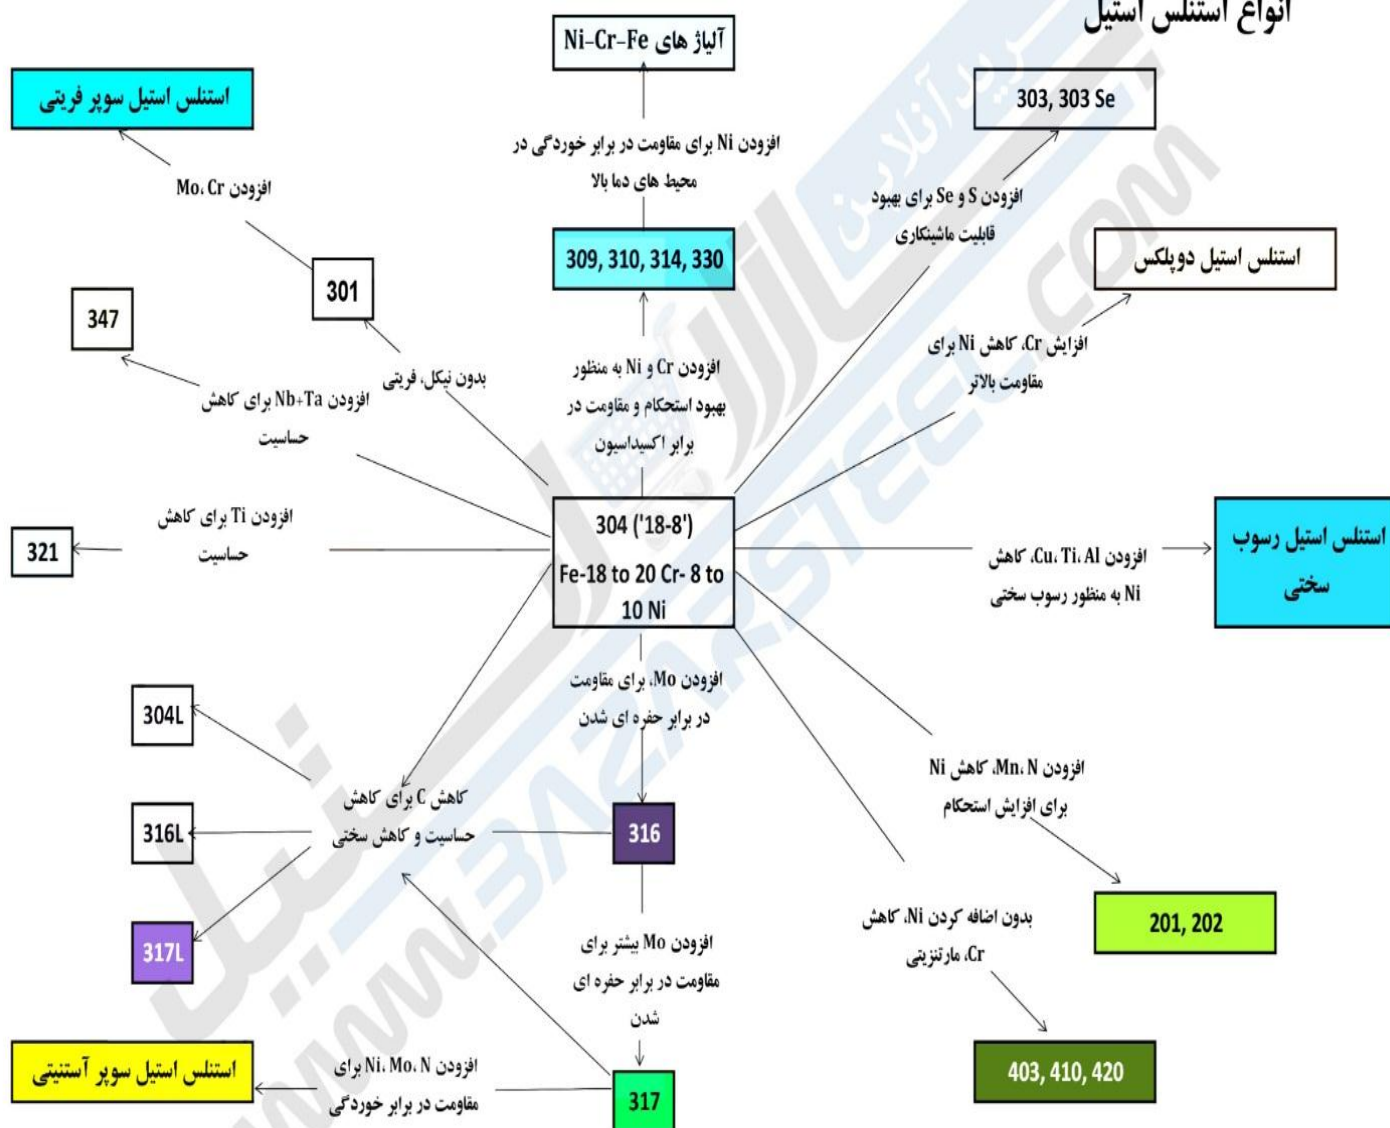 انواع استنلس استیل
آلیاژ های Ni-Cr-Fe
استنلس استیل سوپر فریتی
303, 303 Se
افزودن Ni برای مقاومت در برابر خوردگی در
محیط های دما بالا
افزودن Mo، Cr
افزودن S و Se برای بهبود
قابلیت ماشینکاری
309, 310, 314, 330
استنلس استیل دوپلکس
301
347
افزایش Cr، کاهش Ni برای
مقاومت بالاتر
افزودن Cr و Ni به منظور
بهبود استحکام و مقاومت در
برابر اکسیداسیون
بدون نیکل، فریتی
افزودن Nb+Ta برای کاهش
حساسیت
304 ('18-8')
Fe-18 to 20 Cr- 8 to
10 Ni
افزودن Ti برای کاهش
حساسیت
321
افزودن Cu، Ti، Al، کاهش
Ni به منظور رسوب سختی
استنلس استیل رسوب
سختی
افزودن Mo، برای مقاومت
در برابر حفره ای شدن
304L
316L
317L
کاهش C برای کاهش
حساسیت و کاهش سختی
316
افزودن Mn، N، کاهش Ni
برای افزایش استحکام
201, 202
بدون اضافه کردن Ni، کاهش
Cr، مارتنزیتی
403, 410, 420
افزودن Mo بیشتر برای
مقاومت در برابر حفره ای
شدن
317
افزودن Ni، Mo، N برای
مقاومت در برابر خوردگی
استنلس استیل سوپر آستنیتی
WWW.BAZARSTEEL.COM